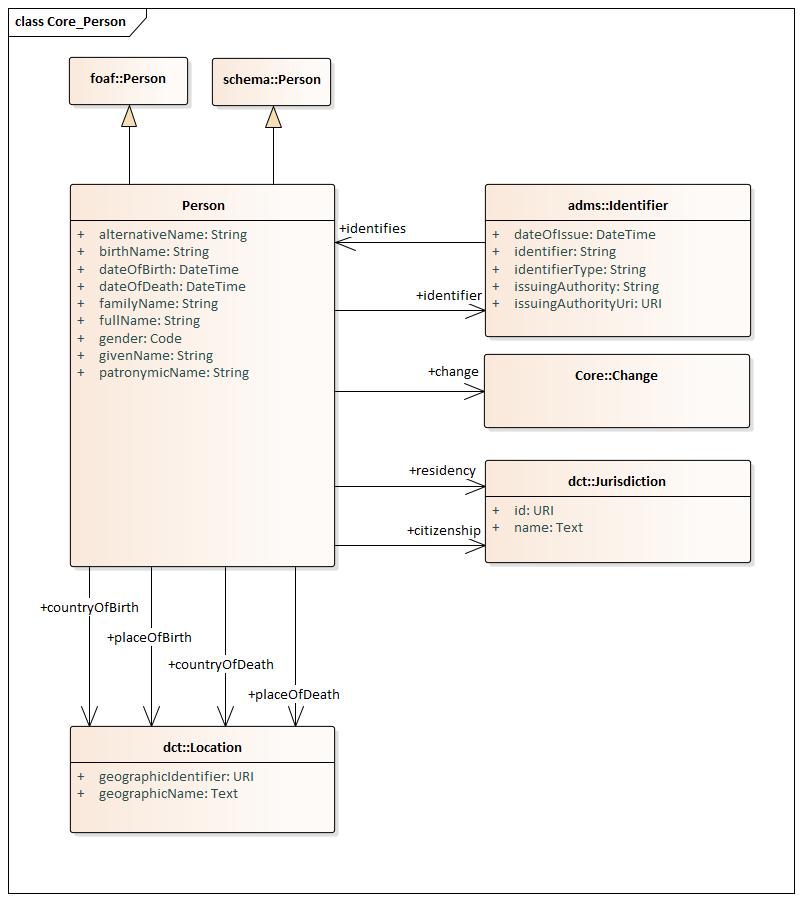 class Core_Person
foaf::Person
schema::Person
Person
+ alternativeName: String
+ birthName: String
+ dateOfBirth: DateTime
+ dateOfDeath: DateTime
+ familyName: String
+ fullName: String
+ gender: Code
+ givenName: String
+ patronymicName: String
+identifies
+identifier
adms::Identifier
+ dateOfIssue: DateTime
+ identifier: String
+ identifierType: String
+ issuingAuthority: String
+ issuingAuthorityUri: URI
+change
Core::Change
+residency
+citizenship
dct::Jurisdiction
+ id: URI
+ name: Text
+countryOfBirth
+placeOfBirth
+countryOfDeath
+placeOfDeath
dct::Location
+ geographicIdentifier: URI
+ geographicName: Text